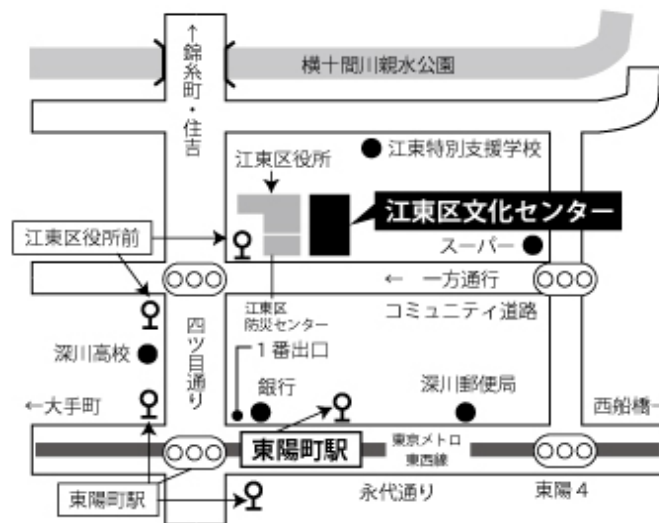 ↑錦糸町・住吉
横十間川親水公園
江東区役所
江東特別支援学校
江東区文化センター
江東区役所前
スーパー
← 一方通行
コミュニティ道路
江東区
防災センター
四ツ目通り
1番出口
深川高校
銀行
深川郵便局
←大手町
西船橋→
東陽町駅
東京メトロ
東西線
東陽町駅
永代通り
東陽4